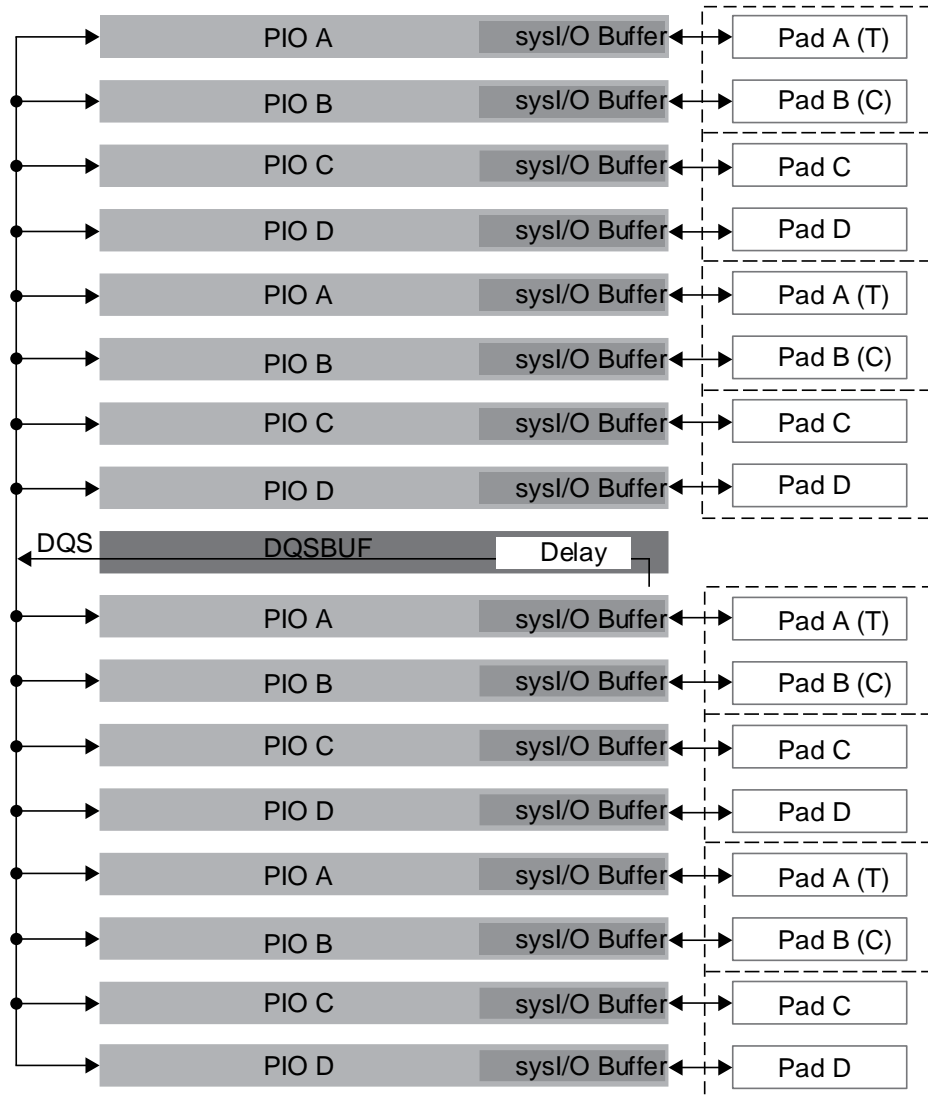 PIO A sysI/O Buffer Pad A (T)
PIO B sysI/O Buffer Pad B (C)
PIO C sysI/O Buffer Pad C
PIO D sysI/O Buffer Pad D
PIO A sysI/O Buffer Pad A (T)
PIO B sysI/O Buffer Pad B (C)
PIO C sysI/O Buffer Pad C
PIO D sysI/O Buffer Pad D
DQS DQSBUF Delay
PIO A sysI/O Buffer Pad A (T)
PIO B sysI/O Buffer Pad B (C)
PIO C sysI/O Buffer Pad C
PIO D sysI/O Buffer Pad D
PIO A sysI/O Buffer Pad A (T)
PIO B sysI/O Buffer Pad B (C)
PIO C sysI/O Buffer Pad C
PIO D sysI/O Buffer Pad D